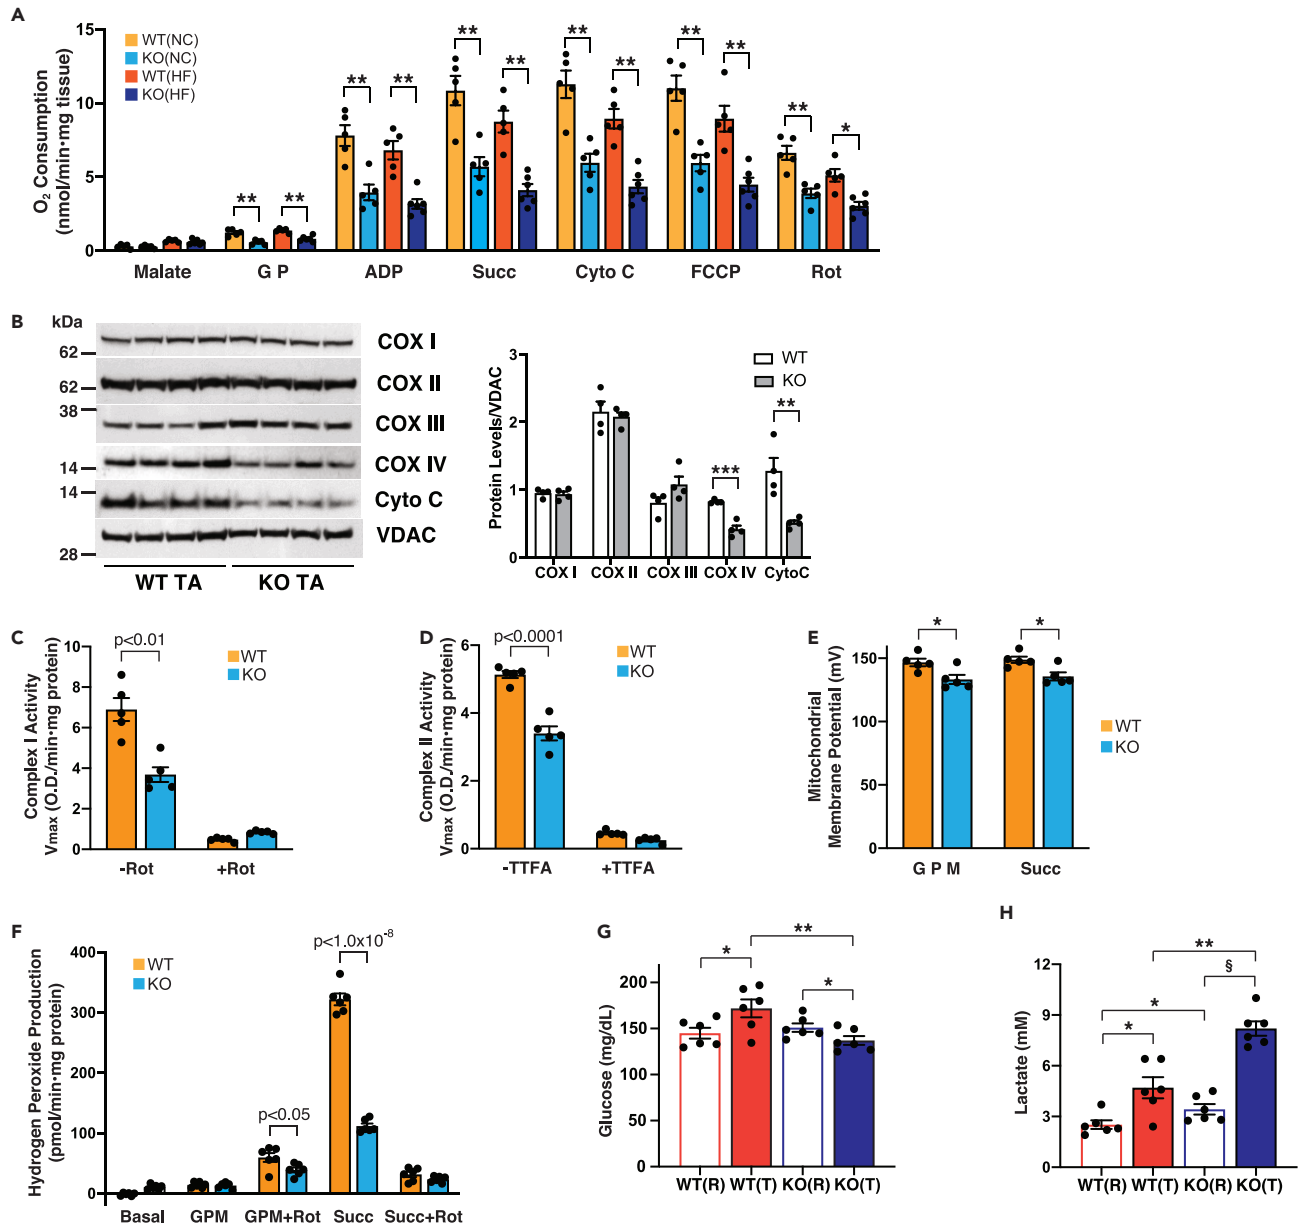 A
O2 Consumption
(nmol/min·mg tissue)
15
10
5
0
WT(NC)
KO(NC)
WT(HF)
KO(HF)
** ** ** ** ** ** ** ** ** ** ** *
Malate G P ADP Succ Cyto C FCCP Rot
B
kDa
62
62
38
14
14
28
COX I
COX II
COX III
COX IV
Cyto C
VDAC
WT TA KO TA
Protein Levels/VDAC
3
2
1
0
WT
KO
*** **
COX I COX II COX III COX IV CytoC
C
Complex I Activity
Vmax (O.D./min·mg protein)
10
8
6
4
2
0
p<0.01
WT
KO
-Rot +Rot
D
Complex II Activity
Vmax (O.D./min·mg protein)
6
4
2
0
p<0.0001
WT
KO
-TTFA +TTFA
E
Mitochondrial
Membrane Potential (mV)
150
100
50
0
* *
WT
KO
G P M Succ
F
Hydrogen Peroxide Production
(pmol/min·mg protein)
400
300
200
100
0
WT
KO
p<0.05
p<1.0x10-8
Basal GPM GPM+Rot Succ Succ+Rot
G
Glucose (mg/dL)
200
150
100
50
0
* ** *
WT(R) WT(T) KO(R) KO(T)
H
Lactate (mM)
12
9
6
3
0
**
§
*
*
WT(R) WT(T) KO(R) KO(T)